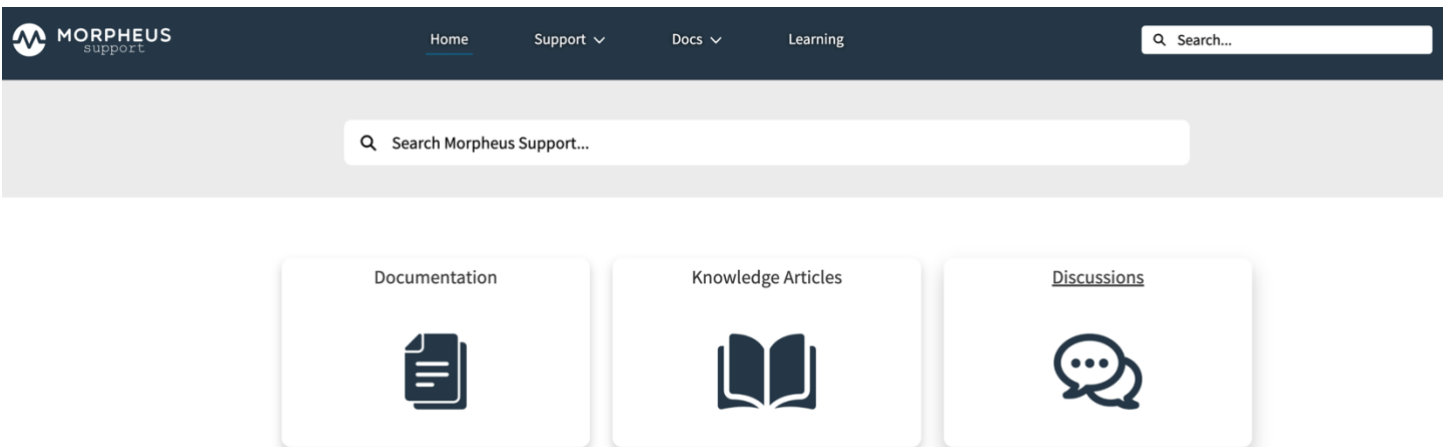 MORPHEUS
support
Home Support Docs Learning
Search...
Search Morpheus Support...
Documentation Knowledge Articles Discussions